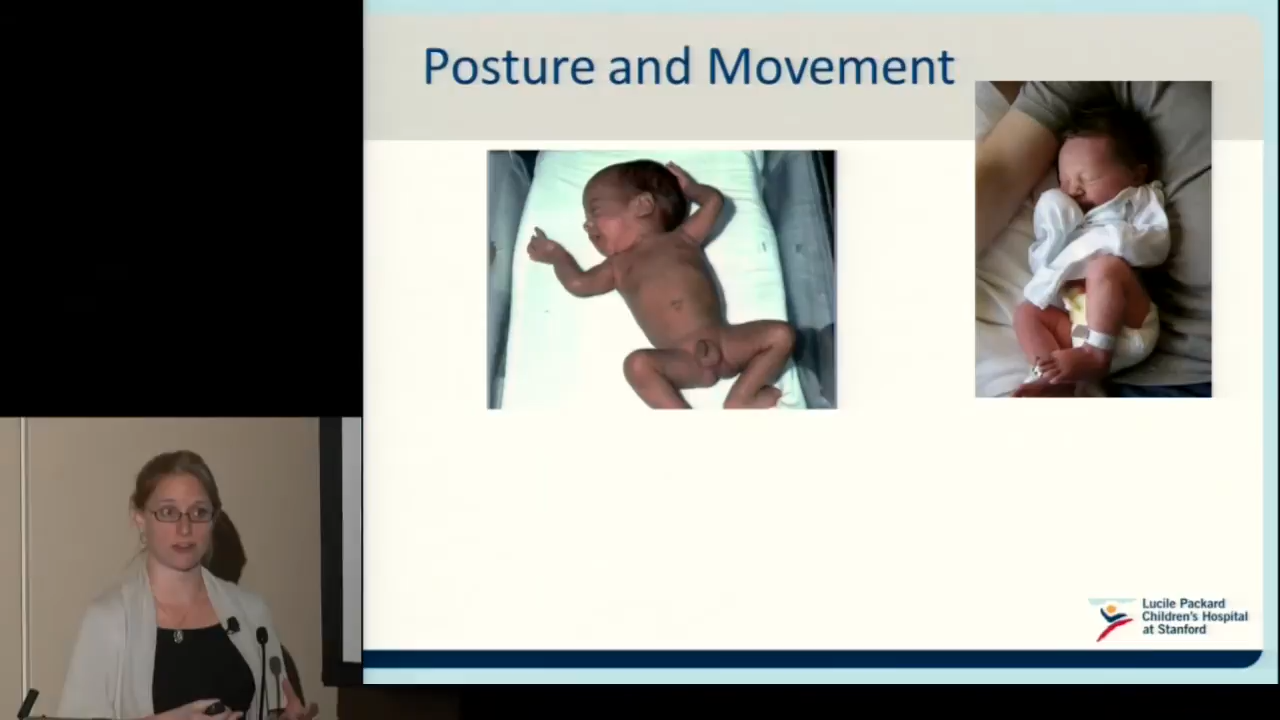 Posture and Movement
Lucile Packard
Children's Hospital
at Stanford